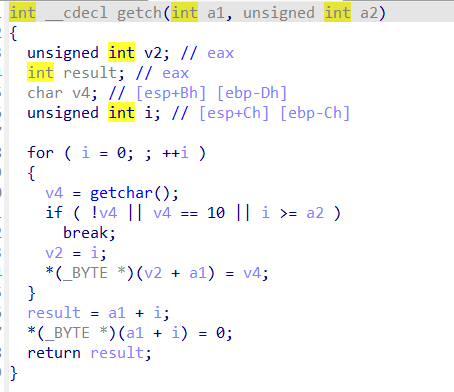 int __cdecl getch(int a1, unsigned int a2)
{
  unsigned int v2; // eax
  int result; // eax
  char v4; // [esp+Bh] [ebp-Dh]
  unsigned int i; // [esp+Ch] [ebp-Ch]

  for ( i = 0; ; ++i )
  {
    v4 = getchar();
    if ( !v4 || v4 == 10 || i >= a2 )
      break;
    v2 = i;
    *(_BYTE *)(v2 + a1) = v4;
  }
  result = a1 + i;
  *(_BYTE *)(a1 + i) = 0;
  return result;
}